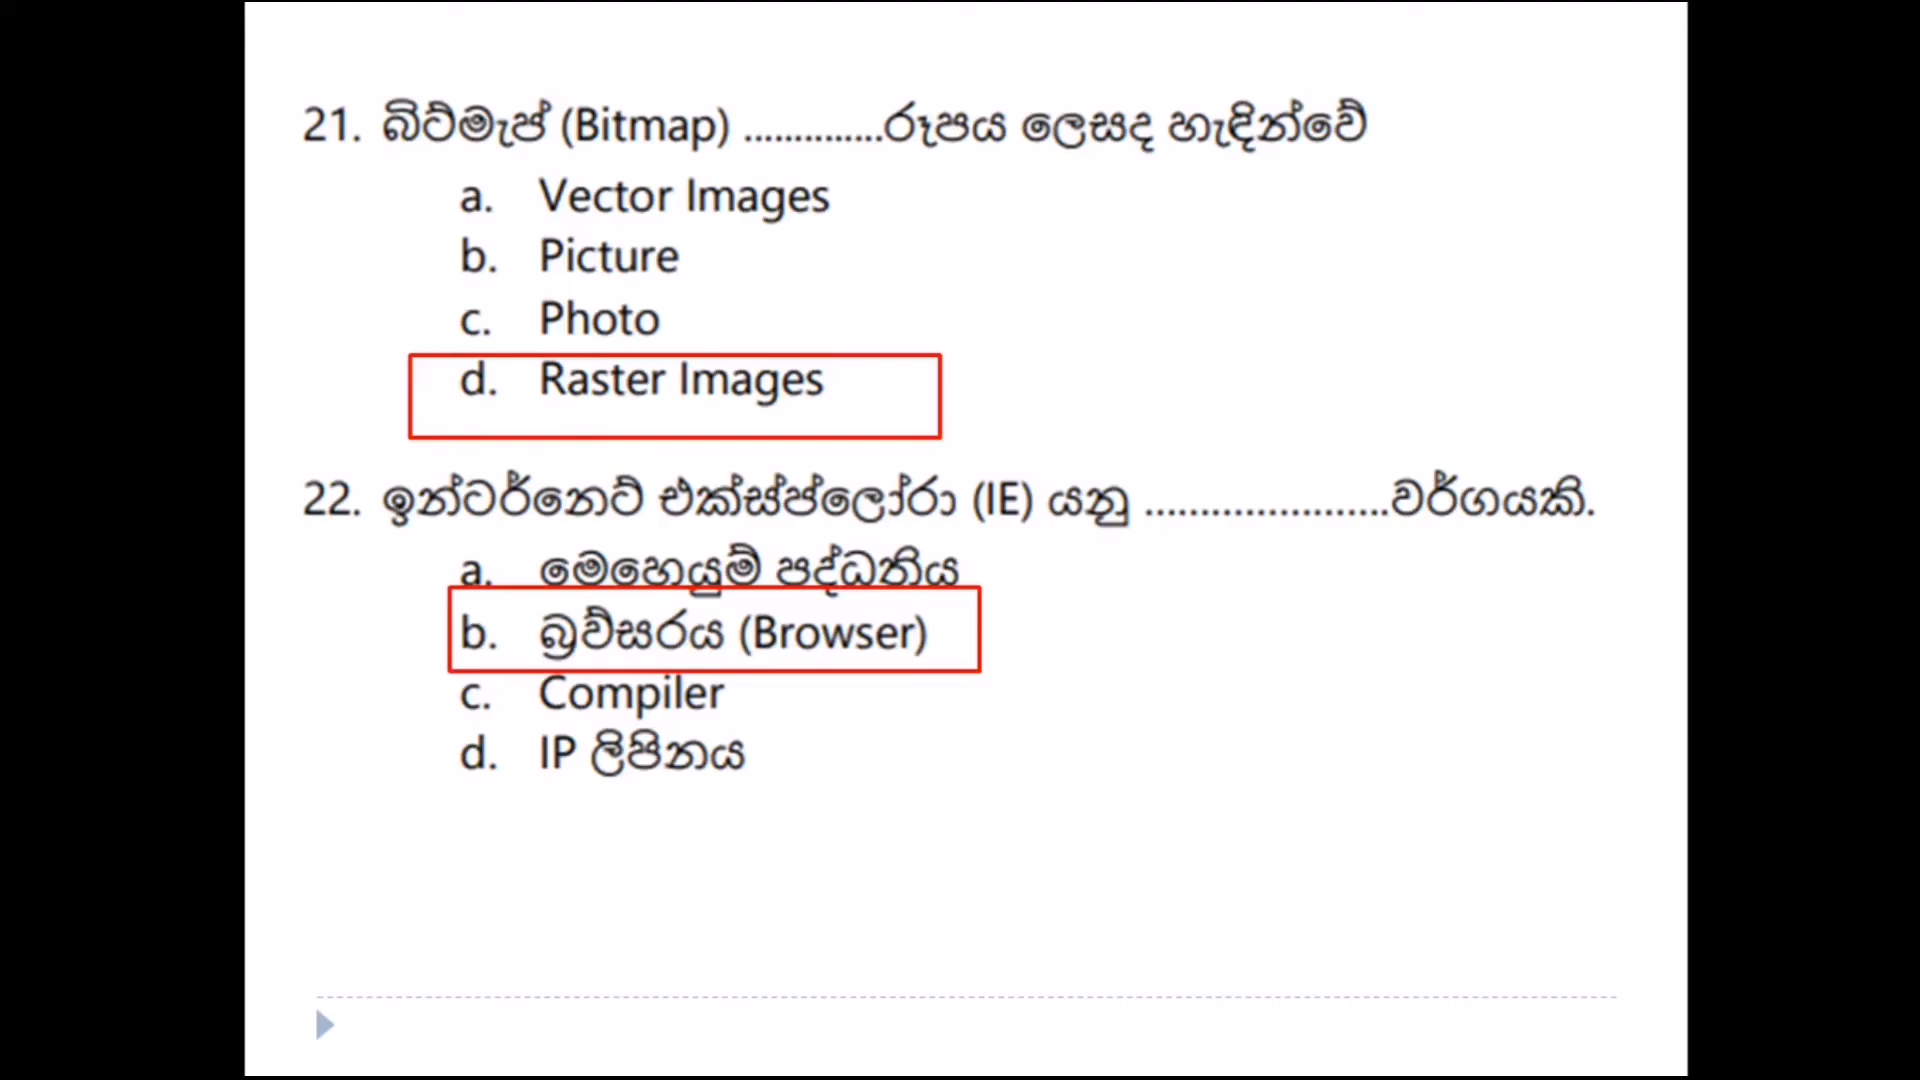 21. බිට්මැප් (Bitmap) ..............රූපය ලෙසද හැඳින්වේ
a. Vector Images
b. Picture
c. Photo
d. Raster Images
22. ඉන්ටර්නෙට් එක්ස්ප්ලෝරා (IE) යනු ......................වර්ගයකි.
a. මෙහෙයුම් පද්ධතිය
b. බ්‍රව්සරය (Browser)
c. Compiler
d. IP ලිපිනය